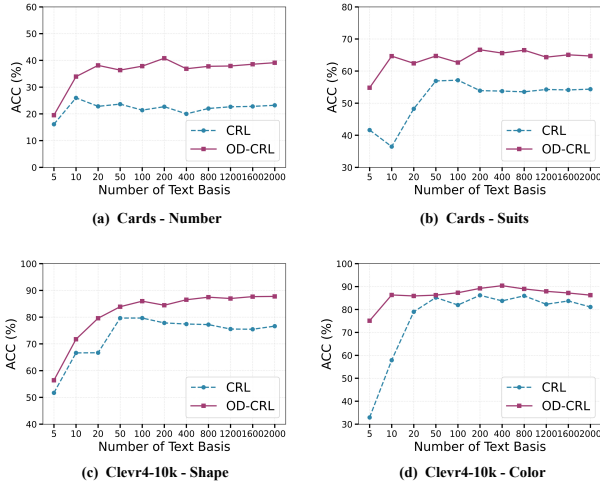 60
50
40
30
20
10
0
ACC (%)
5 10 20 50 100 200 400 800 1200 1600 2000
Number of Text Basis
CRL
OD-CRL
(a) Cards - Number
80
70
60
50
40
30
ACC (%)
5 10 20 50 100 200 400 800 1200 1600 2000
Number of Text Basis
CRL
OD-CRL
(b) Cards - Suits
100
90
80
70
60
50
40
ACC (%)
5 10 20 50 100 200 400 800 1200 1600 2000
Number of Text Basis
CRL
OD-CRL
(c) Clevr4-10k - Shape
100
90
80
70
60
50
40
30
ACC (%)
5 10 20 50 100 200 400 800 1200 1600 2000
Number of Text Basis
CRL
OD-CRL
(d) Clevr4-10k - Color